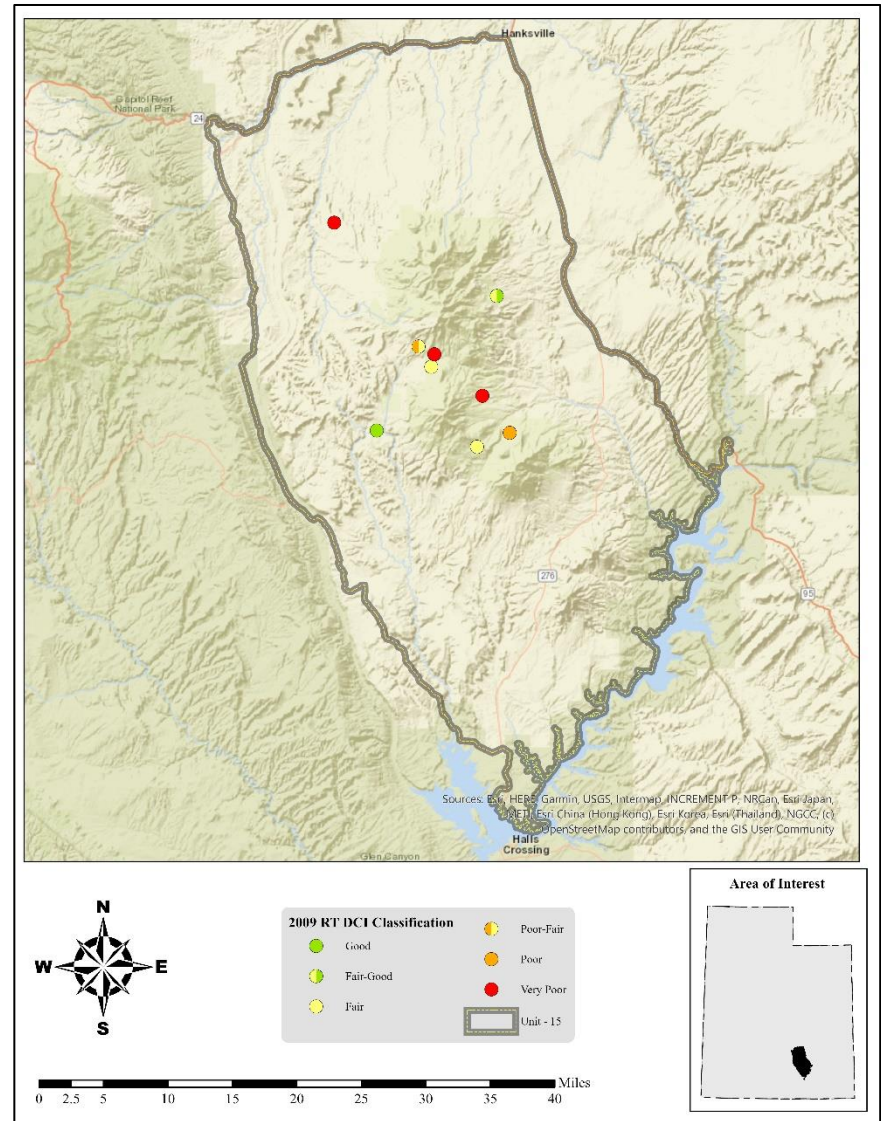 Hanksville
Capitol Reef
National Park
24
276
95
Sources: Esri, HERE, Garmin, USGS, Intermap, INCREMENT P, NRCan, Esri Japan,
METI, Esri China (Hong Kong), Esri Korea, Esri (Thailand), NGCC, (c)
OpenStreetMap contributors, and the GIS User Community
Halls
Crossing
Glen Canyon
N
W E
S
2009 RT DCI Classification
Good
Fair-Good
Fair
Poor-Fair
Poor
Very Poor
Unit - 15
Area of Interest
Miles
0 2.5 5 10 15 20 25 30 35 40